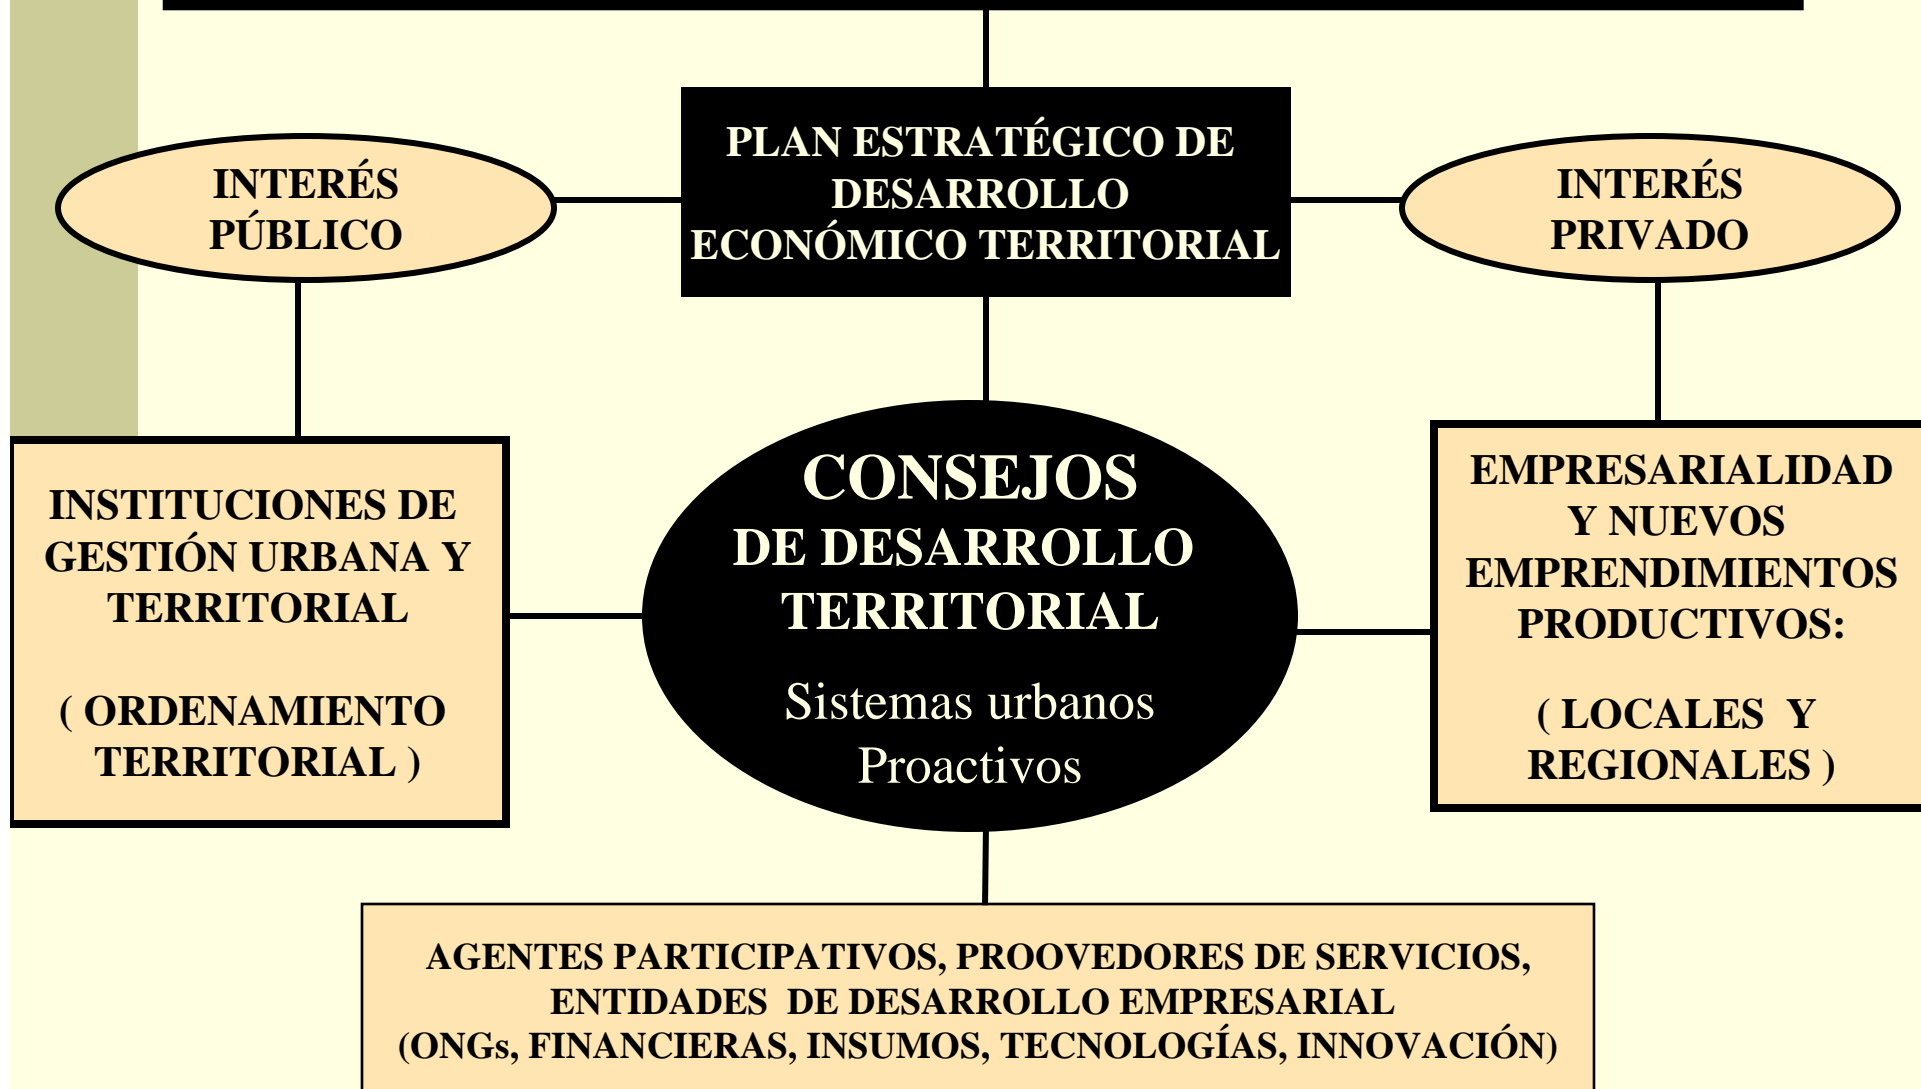 PLAN ESTRATÉGICO DE
DESARROLLO
ECONÓMICO TERRITORIAL
INTERÉS
PÚBLICO
INTERÉS
PRIVADO
INSTITUCIONES DE
GESTIÓN URBANA Y
TERRITORIAL
( ORDENAMIENTO
TERRITORIAL )
CONSEJOS
DE DESARROLLO
TERRITORIAL
Sistemas urbanos
Proactivos
EMPRESARIALIDAD
Y NUEVOS
EMPRENDIMIENTOS
PRODUCTIVOS:
( LOCALES Y
REGIONALES )
AGENTES PARTICIPATIVOS, PROOVEDORES DE SERVICIOS,
ENTIDADES DE DESARROLLO EMPRESARIAL
(ONGs, FINANCIERAS, INSUMOS, TECNOLOGÍAS, INNOVACIÓN)